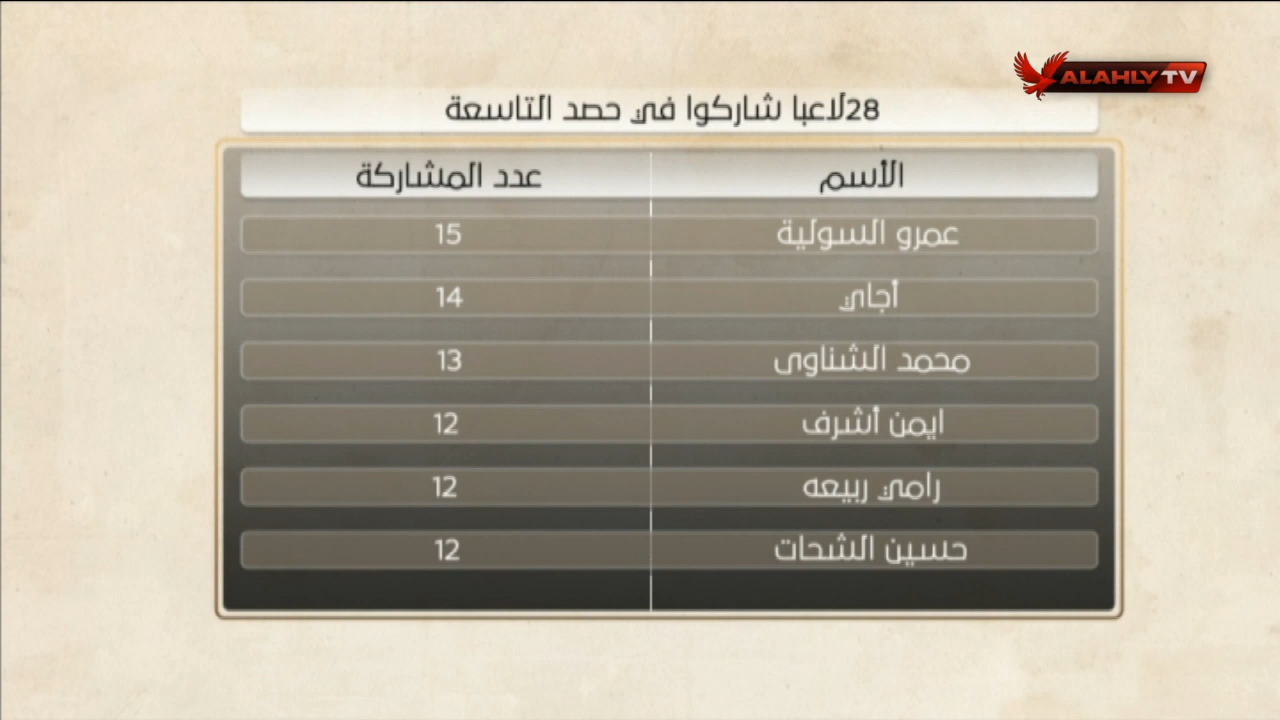 ALAHLY TV
28لاعبا شاركوا في حصد التاسعة
الأسم عدد المشاركة
عمرو السولية 15
أجاي 14
محمد الشناوى 13
ايمن أشرف 12
رامي ربيعه 12
حسين الشحات 12